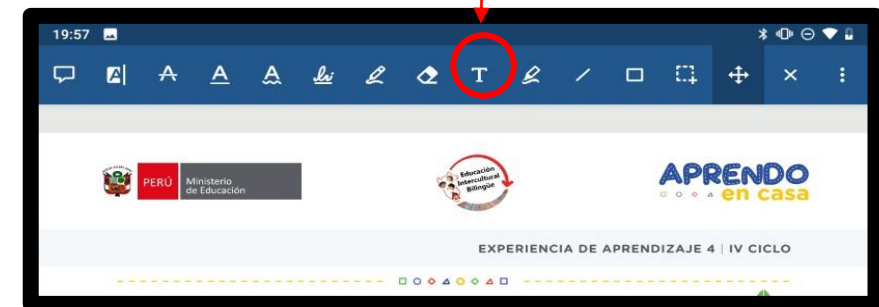 19:57
A A A A T
PERÚ
Ministerio
de Educación
Educación
Intercultural
Bilingüe
APRENDO
en casa
EXPERIENCIA DE APRENDIZAJE 4 | IV CICLO